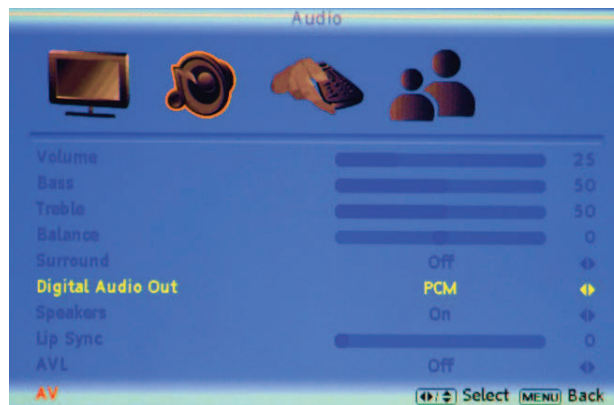 Audio
Volume 25
Bass 50
Treble 50
Balance 0
Surround Off
Digital Audio Out PCM
Speakers On
Lip Sync 0
AVL Off
AV Select MENU Back